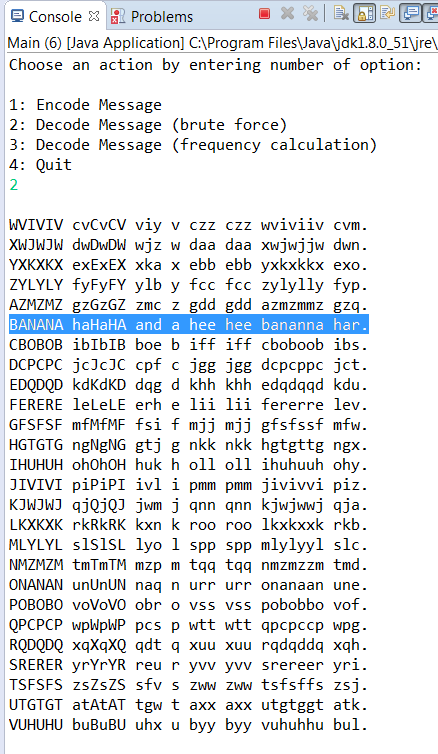 Console Problems
Main (6) [Java Application] C:\Program Files\Java\jdk1.8.0_51\jre\
Choose an action by entering number of option:
1: Encode Message
2: Decode Message (brute force)
3: Decode Message (frequency calculation)
4: Quit
2
WVIVIV cvCvCV viy v czz czz wviviiv cvm.
XWJWJW dwDwDW wjz w daa daa xwjwjjw dwn.
YXKXKX exExEX xka x ebb ebb yxkxkkx exo.
ZYLYLY fyFyFY ylb y fcc fcc zylylly fyp.
AZMZMZ gzGzGZ zmc z gdd gdd azmzmmz gzq.
BANANA haHaHA and a hee hee bananna har.
CBOBOB ibIbIB boe b iff iff cboboob ibs.
DCPCPC jcJcJC cpf c jgg jgg dcpcppc jct.
EDQDQD kdKdKD dqg d khh khh edqdqqd kdu.
FERERE leLeLE erh e lii lii fererre lev.
GFSFSF mfMfMF fsi f mjj mjj gfsfssf mfw.
HGTGTG ngNgNG gtj g nkk nkk hgtgttg ngx.
IHUHUH ohOhOH huk h oll oll ihuhuuh ohy.
JIVIVI piPiPI ivl i pmm pmm jivivvi piz.
KJWJWJ qjQjQJ jwm j qnn qnn kjwjwwj qja.
LKXKXK rkRkRK kxn k roo roo lkxkxxk rkb.
MLYLYL slSlSL lyo l spp spp mlylyyl slc.
NMZMZM tmTmTM mzp m tqq tqq nmzmzzm tmd.
ONANAN unUnUN naq n urr urr onanaan une.
POBOBO voVoVO obr o vss vss pobobbo vof.
QPCPCP wpWpWP pcs p wtt wtt qpcpccp wpg.
RQDQDQ xqXqXQ qdt q xuu xuu rqdqddq xqh.
SRERER yrYrYR reu r yvv yvv srereer yri.
TSFSFS zsZsZS sfv s zww zww tsfsffs zsj.
UTGTGT atAtAT tgw t axx axx utgtggt atk.
VUHUHU buBuBU uhx u byy byy vuhuhhu bul.